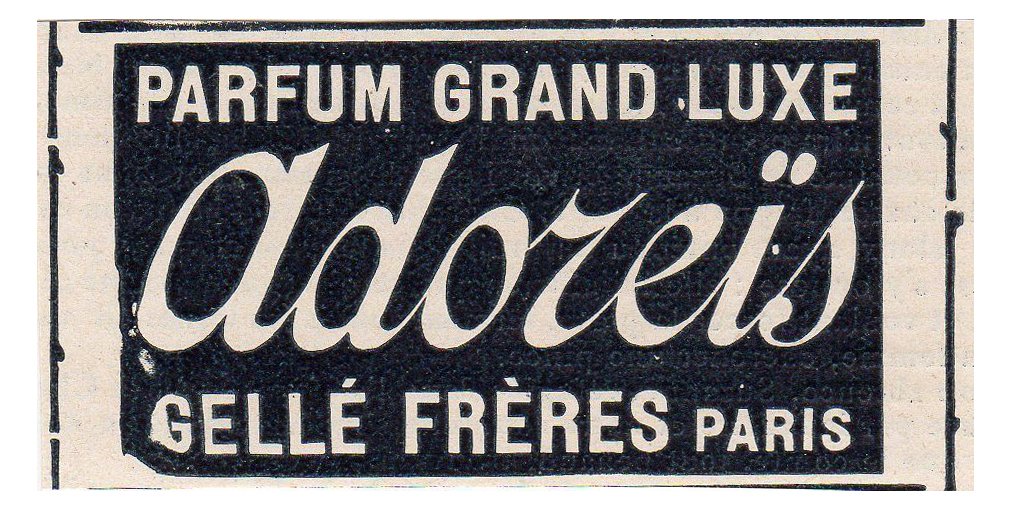 PARFUM GRAND LUXE
Adoreïs
GELLÉ FRÈRES PARIS